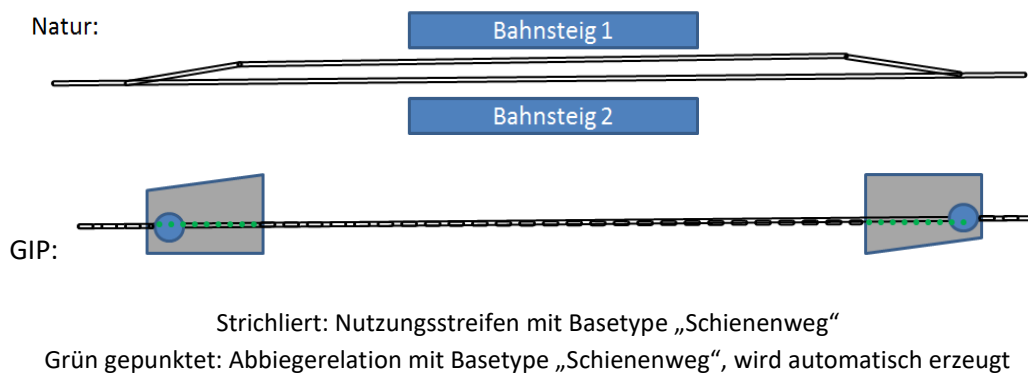 Natur:
Bahnsteig 1
Bahnsteig 2
GIP:
Strichliert: Nutzungsstreifen mit Basetype „Schienenweg“
Grün gepunktet: Abbiegerelation mit Basetype „Schienenweg“, wird automatisch erzeugt